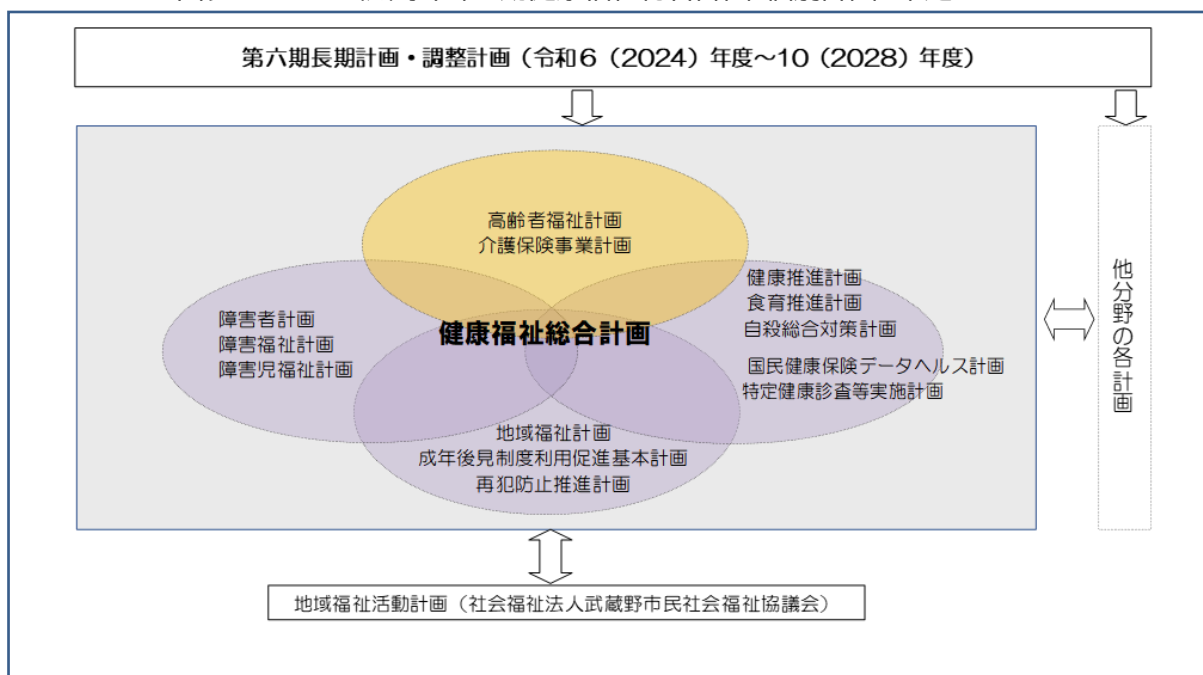 第六期長期計画・調整計画（令和６（2024）年度～10（2028）年度）
高齢者福祉計画
介護保険事業計画
障害者計画
障害福祉計画
障害児福祉計画
健康福祉総合計画
健康推進計画
食育推進計画
自殺総合対策計画
国民健康保険データヘルス計画
特定健康診査等実施計画
地域福祉計画
成年後見制度利用促進基本計画
再犯防止推進計画
他分野の各計画
地域福祉活動計画（社会福祉法人武蔵野市民社会福祉協議会）